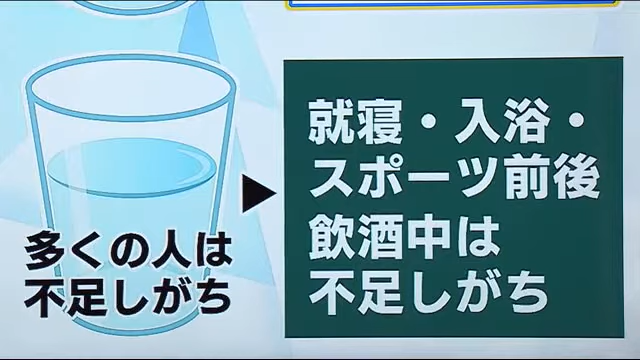 多くの人は
不足しがち
就寝・入浴・
スポーツ前後
飲酒中は
不足しがち